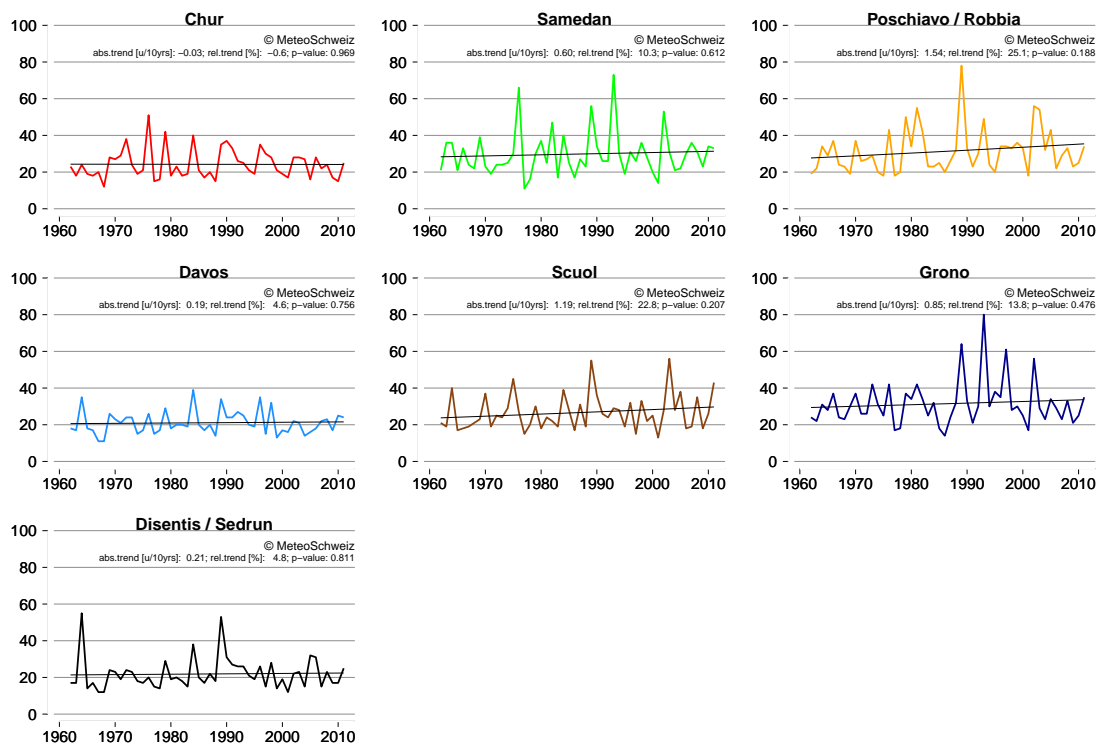 Chur
© MeteoSchweiz
abs.trend [u/10yrs]: −0.03; rel.trend [%]: −0.6; p−value: 0.969
100
80
60
40
20
0
1960 1970 1980 1990 2000 2010
Samedan
© MeteoSchweiz
abs.trend [u/10yrs]: 0.60; rel.trend [%]: 10.3; p−value: 0.612
100
80
60
40
20
0
1960 1970 1980 1990 2000 2010
Poschiavo / Robbia
© MeteoSchweiz
abs.trend [u/10yrs]: 1.54; rel.trend [%]: 25.1; p−value: 0.188
100
80
60
40
20
0
1960 1970 1980 1990 2000 2010
Davos
© MeteoSchweiz
abs.trend [u/10yrs]: 0.19; rel.trend [%]: 4.6; p−value: 0.756
100
80
60
40
20
0
1960 1970 1980 1990 2000 2010
Scuol
© MeteoSchweiz
abs.trend [u/10yrs]: 1.19; rel.trend [%]: 22.8; p−value: 0.207
100
80
60
40
20
0
1960 1970 1980 1990 2000 2010
Grono
© MeteoSchweiz
abs.trend [u/10yrs]: 0.85; rel.trend [%]: 13.8; p−value: 0.476
100
80
60
40
20
0
1960 1970 1980 1990 2000 2010
Disentis / Sedrun
© MeteoSchweiz
abs.trend [u/10yrs]: 0.21; rel.trend [%]: 4.8; p−value: 0.811
100
80
60
40
20
0
1960 1970 1980 1990 2000 2010